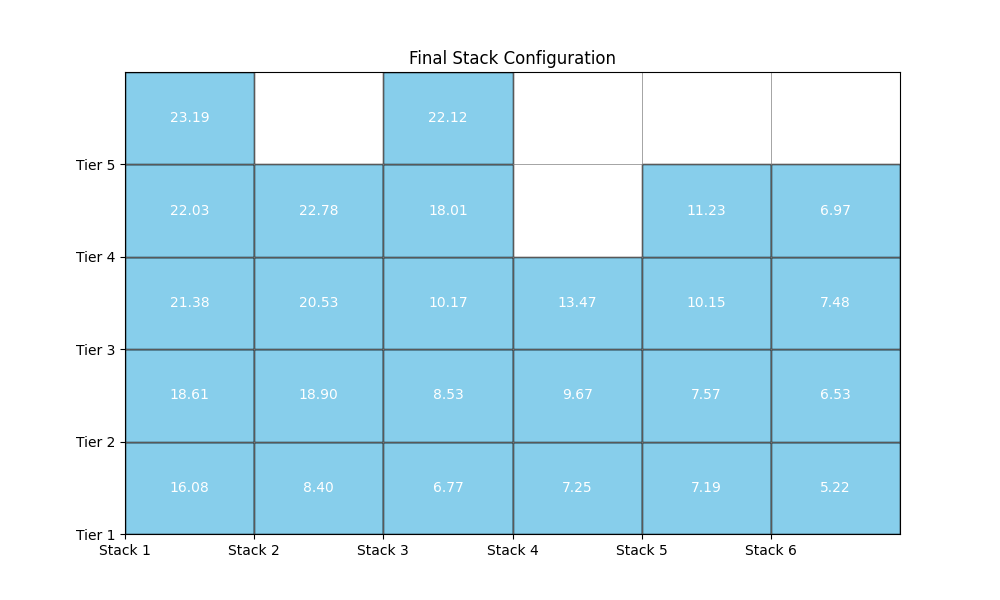 Final Stack Configuration
23.19 22.12
Tier 5
22.03 22.78 18.01 11.23 6.97
Tier 4
21.38 20.53 10.17 13.47 10.15 7.48
Tier 3
18.61 18.90 8.53 9.67 7.57 6.53
Tier 2
16.08 8.40 6.77 7.25 7.19 5.22
Tier 1
Stack 1 Stack 2 Stack 3 Stack 4 Stack 5 Stack 6